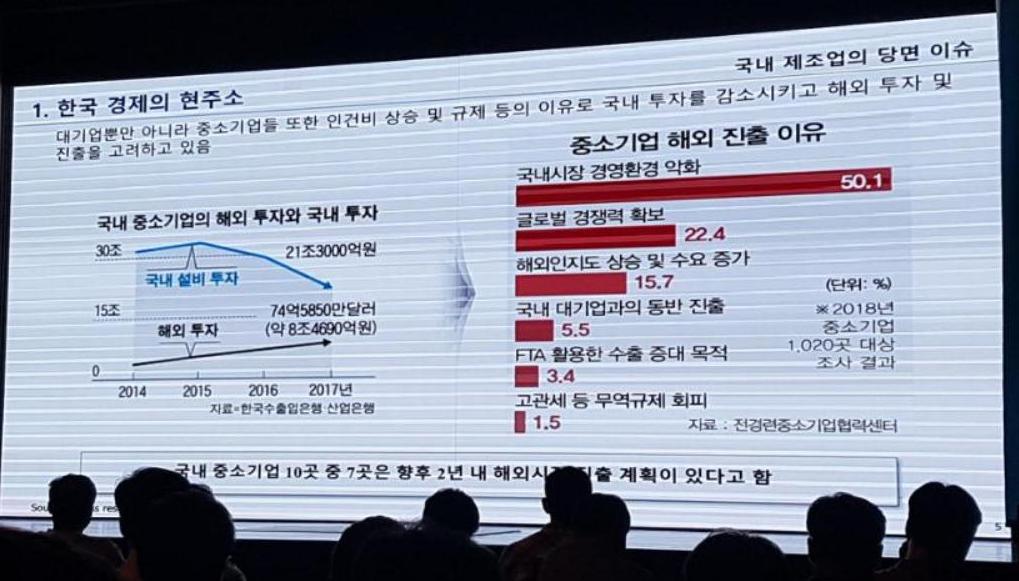 국내 제조업의 당면 이슈
1. 한국 경제의 현주소
대기업뿐만 아니라 중소기업들 또한 인건비 상승 및 규제 등의 이유로 국내 투자를 감소시키고 해외 투자 및
진출을 고려하고 있음
국내 중소기업의 해외 투자와 국내 투자
30조
21조3000억원
국내 설비 투자
15조
74억5850만달러
해외 투자
(약 8조4690억원)
0
2014 2015 2016 2017년
자료=한국수출입은행·산업은행
중소기업 해외 진출 이유
국내시장 경영환경 악화
50.1
글로벌 경쟁력 확보
22.4
해외인지도 상승 및 수요 증가
15.7
(단위: %)
국내 대기업과의 동반 진출
5.5
※2018년
중소기업
1,020곳 대상
조사 결과
FTA 활용한 수출 증대 목적
3.4
고관세 등 무역규제 회피
1.5
자료 : 전경련중소기업협력센터
국내 중소기업 10곳 중 7곳은 향후 2년 내 계획이 있다고 함
5